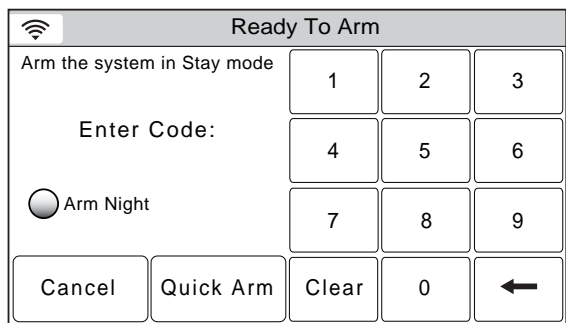 Ready To Arm
Arm the system in Stay mode
Enter Code:
Arm Night
1 2 3
4 5 6
7 8 9
Cancel Quick Arm Clear 0